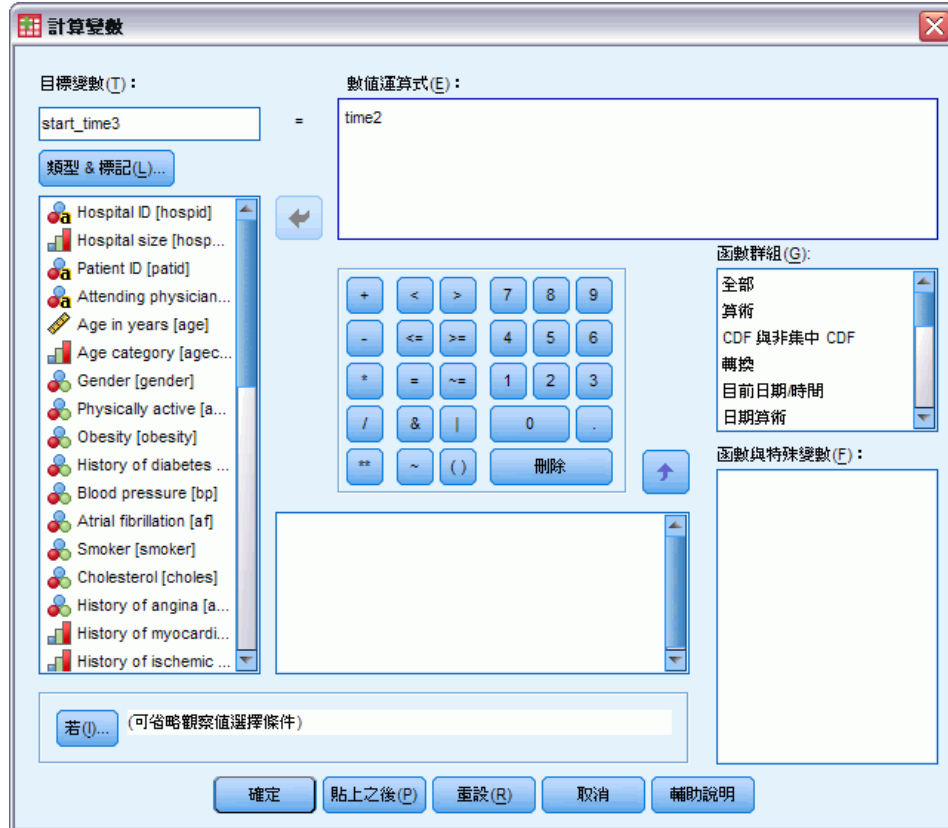 計算變數
目標變數(T)：
start_time3
=
數值運算式(E)：
time2
類型 & 標記(L)...
Hospital ID [hospid]
Hospital size [hosp...
Patient ID [patid]
Attending physician...
Age in years [age]
Age category [agec...
Gender [gender]
Physically active [a...
Obesity [obesity]
History of diabetes ...
Blood pressure [bp]
Atrial fibrillation [af]
Smoker [smoker]
Cholesterol [choles]
History of angina [a...
History of myocardi...
History of ischemic ...
+ < > 7 8 9
- <= >= 4 5 6
* = ~= 1 2 3
/ & | 0 .
** ~ ( ) 刪除
函數群組(G):
全部
算術
CDF 與非集中 CDF
轉換
目前日期/時間
日期算術
函數與特殊變數(F)：
若(I)...
(可省略觀察值選擇條件)
確定
貼上之後(P)
重設(R)
取消
輔助說明